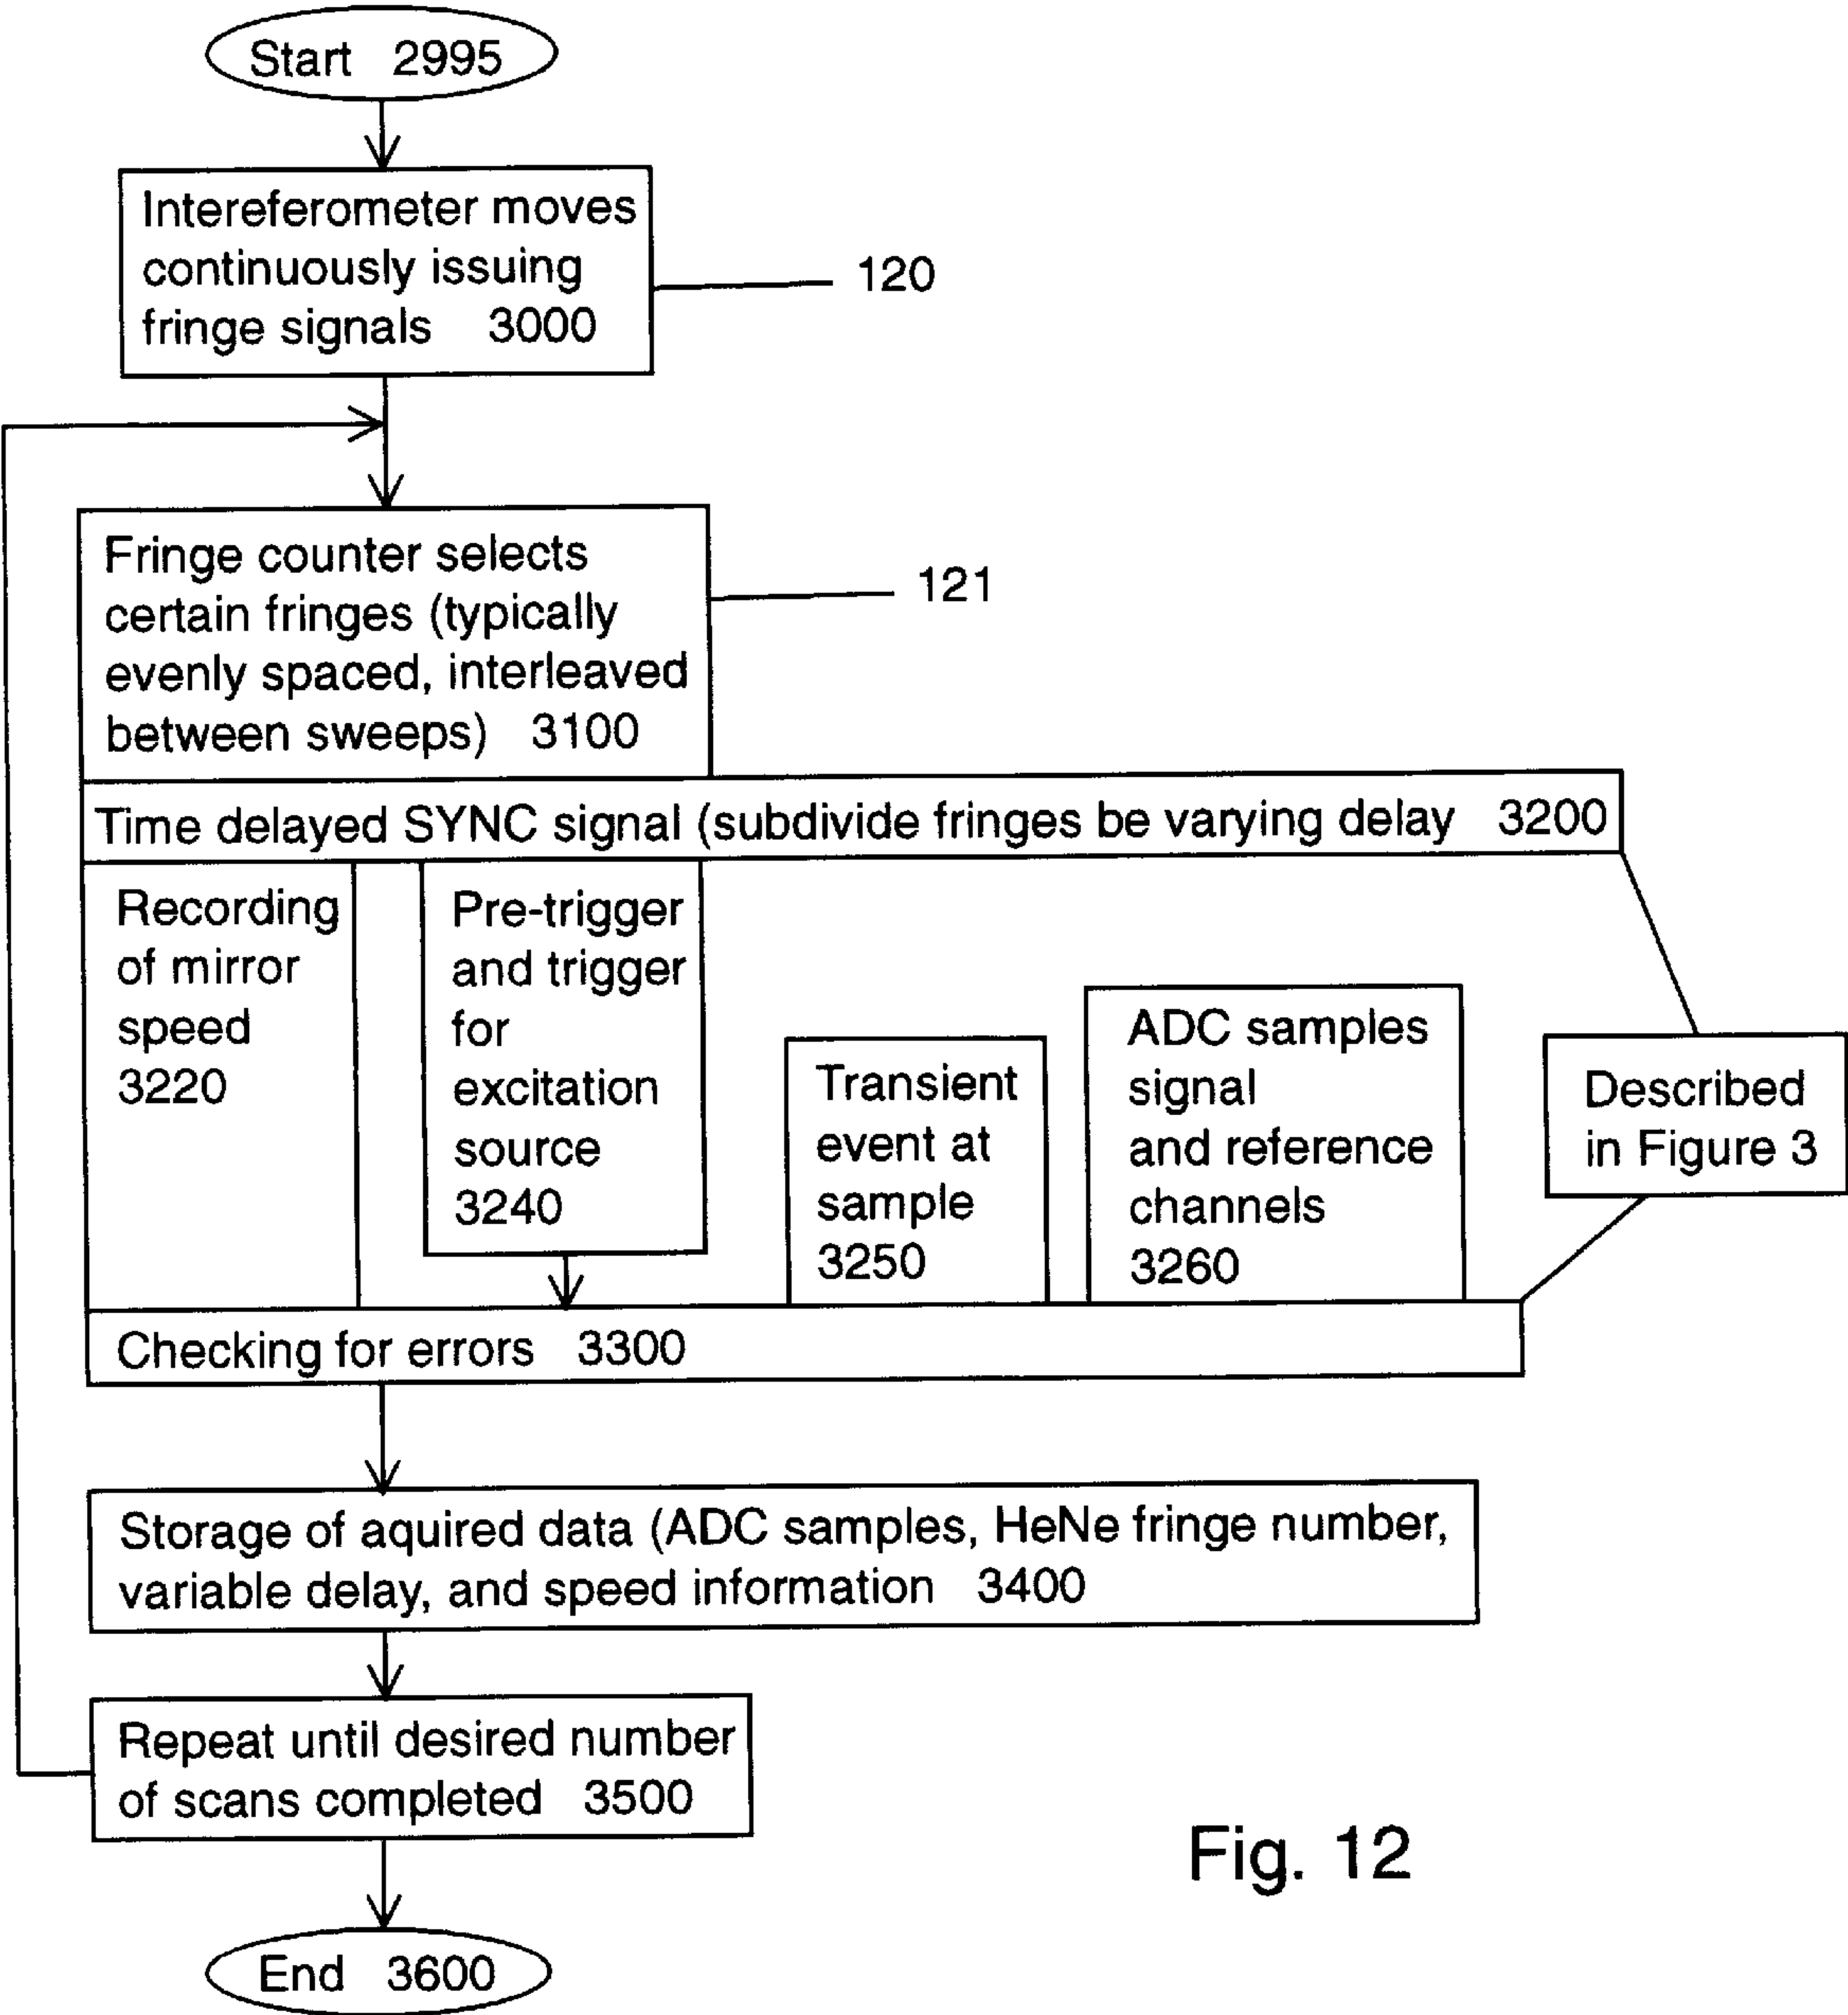 Start 2995
Intereferometer moves
continuously issuing
fringe signals 3000
120
Fringe counter selects
certain fringes (typically
evenly spaced, interleaved
between sweeps) 3100
121
Time delayed SYNC signal (subdivide fringes be varying delay 3200
Recording
of mirror
speed
3220
Pre-trigger
and trigger
for
excitation
source
3240
Transient
event at
sample
3250
ADC samples
signal
and reference
channels
3260
Described
in Figure 3
Checking for errors 3300
Storage of aquired data (ADC samples, HeNe fringe number,
variable delay, and speed information 3400
Repeat until desired number
of scans completed 3500
End 3600
Fig. 12